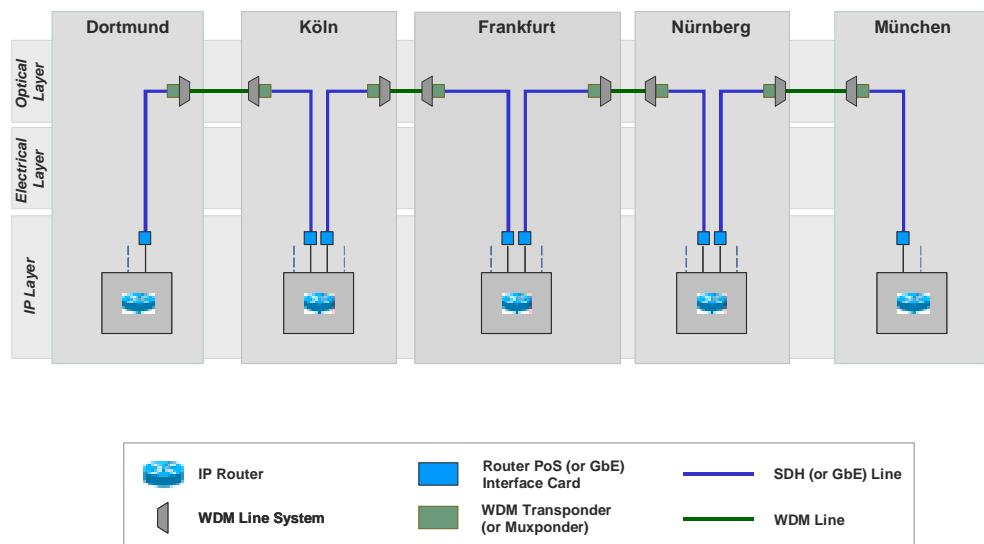 Dortmund
Köln
Frankfurt
Nürnberg
München
Optical
Layer
Electrical
Layer
IP Layer
IP Router
Router PoS (or GbE)
Interface Card
SDH (or GbE) Line
WDM Line System
WDM Transponder
(or Muxponder)
WDM Line